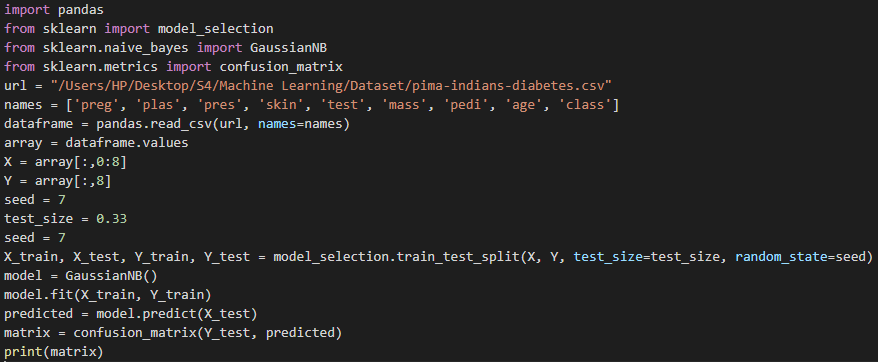 import pandas
from sklearn import model_selection
from sklearn.naive_bayes import GaussianNB
from sklearn.metrics import confusion_matrix
url = "/Users/HP/Desktop/S4/Machine Learning/Dataset/pima-indians-diabetes.csv"
names = ['preg', 'plas', 'pres', 'skin', 'test', 'mass', 'pedi', 'age', 'class']
dataframe = pandas.read_csv(url, names=names)
array = dataframe.values
X = array[:,0:8]
Y = array[:,8]
seed = 7
test_size = 0.33
seed = 7
X_train, X_test, Y_train, Y_test = model_selection.train_test_split(X, Y, test_size=test_size, random_state=seed)
model = GaussianNB()
model.fit(X_train, Y_train)
predicted = model.predict(X_test)
matrix = confusion_matrix(Y_test, predicted)
print(matrix)